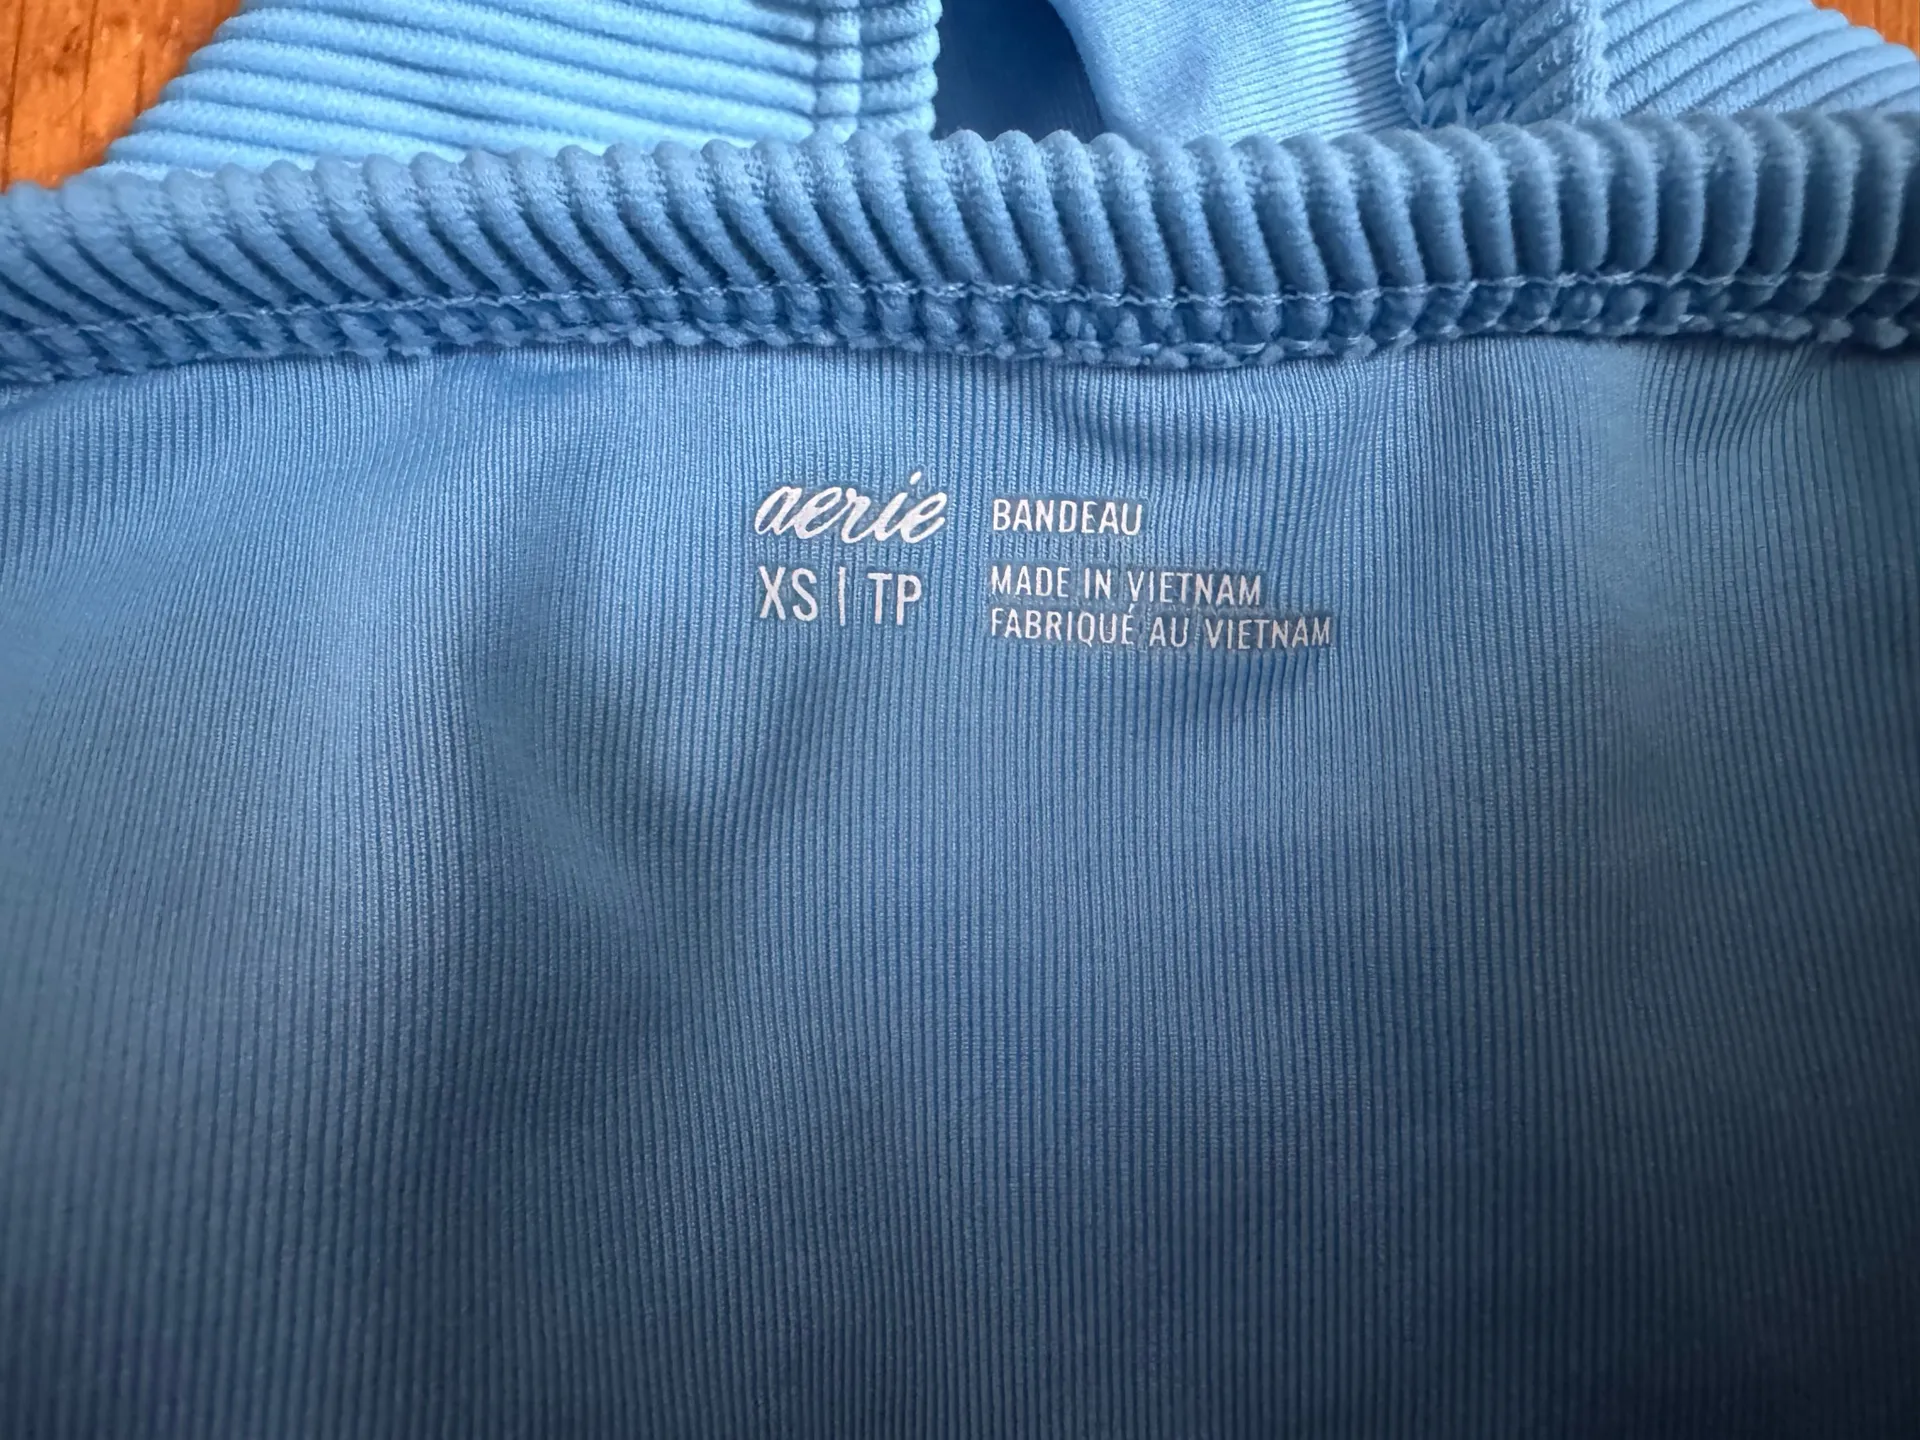 aerie
XS | TP
BANDEAU
MADE IN VIETNAM
FABRIQUÉ AU VIETNAM